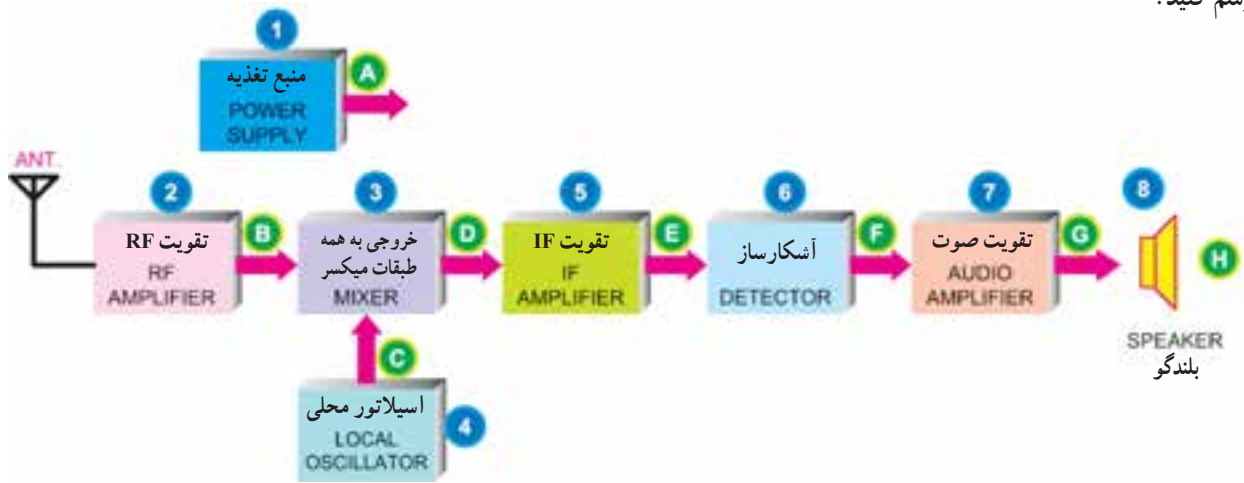 رسم کنید.
1
منبع تغذیه
POWER
SUPPLY
A
ANT.
2
تقویت RF
RF
AMPLIFIER
B
3
خروجی به همه
طبقات میکسر
MIXER
D
5
تقویت IF
IF
AMPLIFIER
E
6
آشکارساز
DETECTOR
F
7
تقویت صوت
AUDIO
AMPLIFIER
G
8
H
SPEAKER
بلندگو
C
اسیلاتور محلی
LOCAL
OSCILLATOR
4